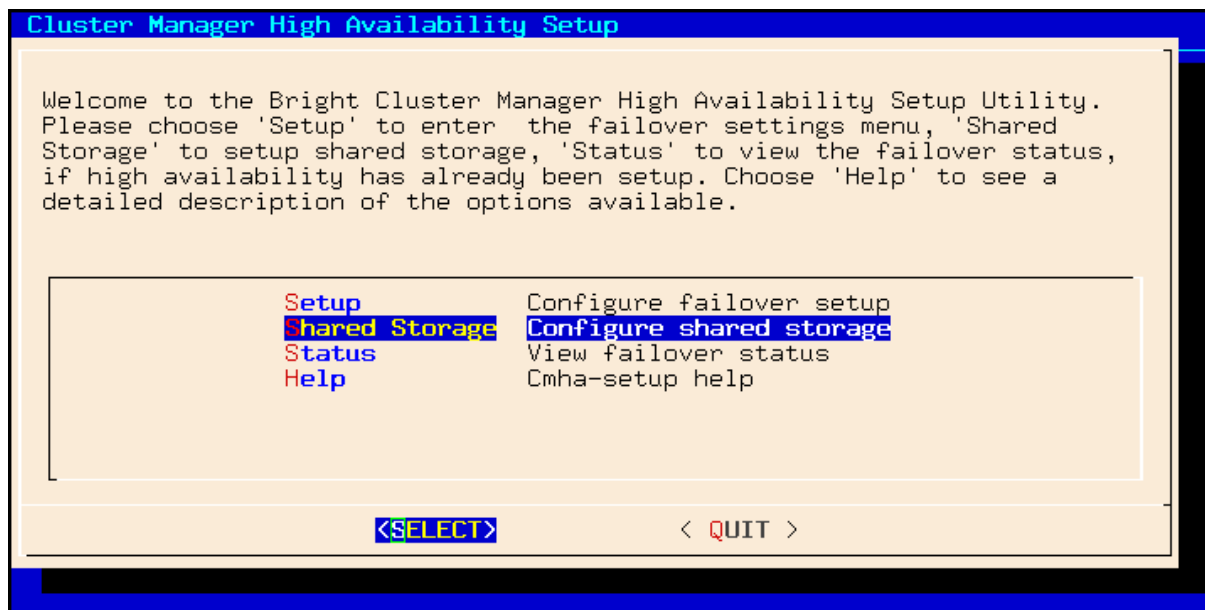 Cluster Manager High Availability Setup
Welcome to the Bright Cluster Manager High Availability Setup Utility.
Please choose 'Setup' to enter  the failover settings menu, 'Shared
Storage' to setup shared storage, 'Status' to view the failover status,
if high availability has already been setup. Choose 'Help' to see a
detailed description of the options available.
Setup Configure failover setup
Shared Storage Configure shared storage
Status View failover status
Help Cmha-setup help
<SELECT> < QUIT >